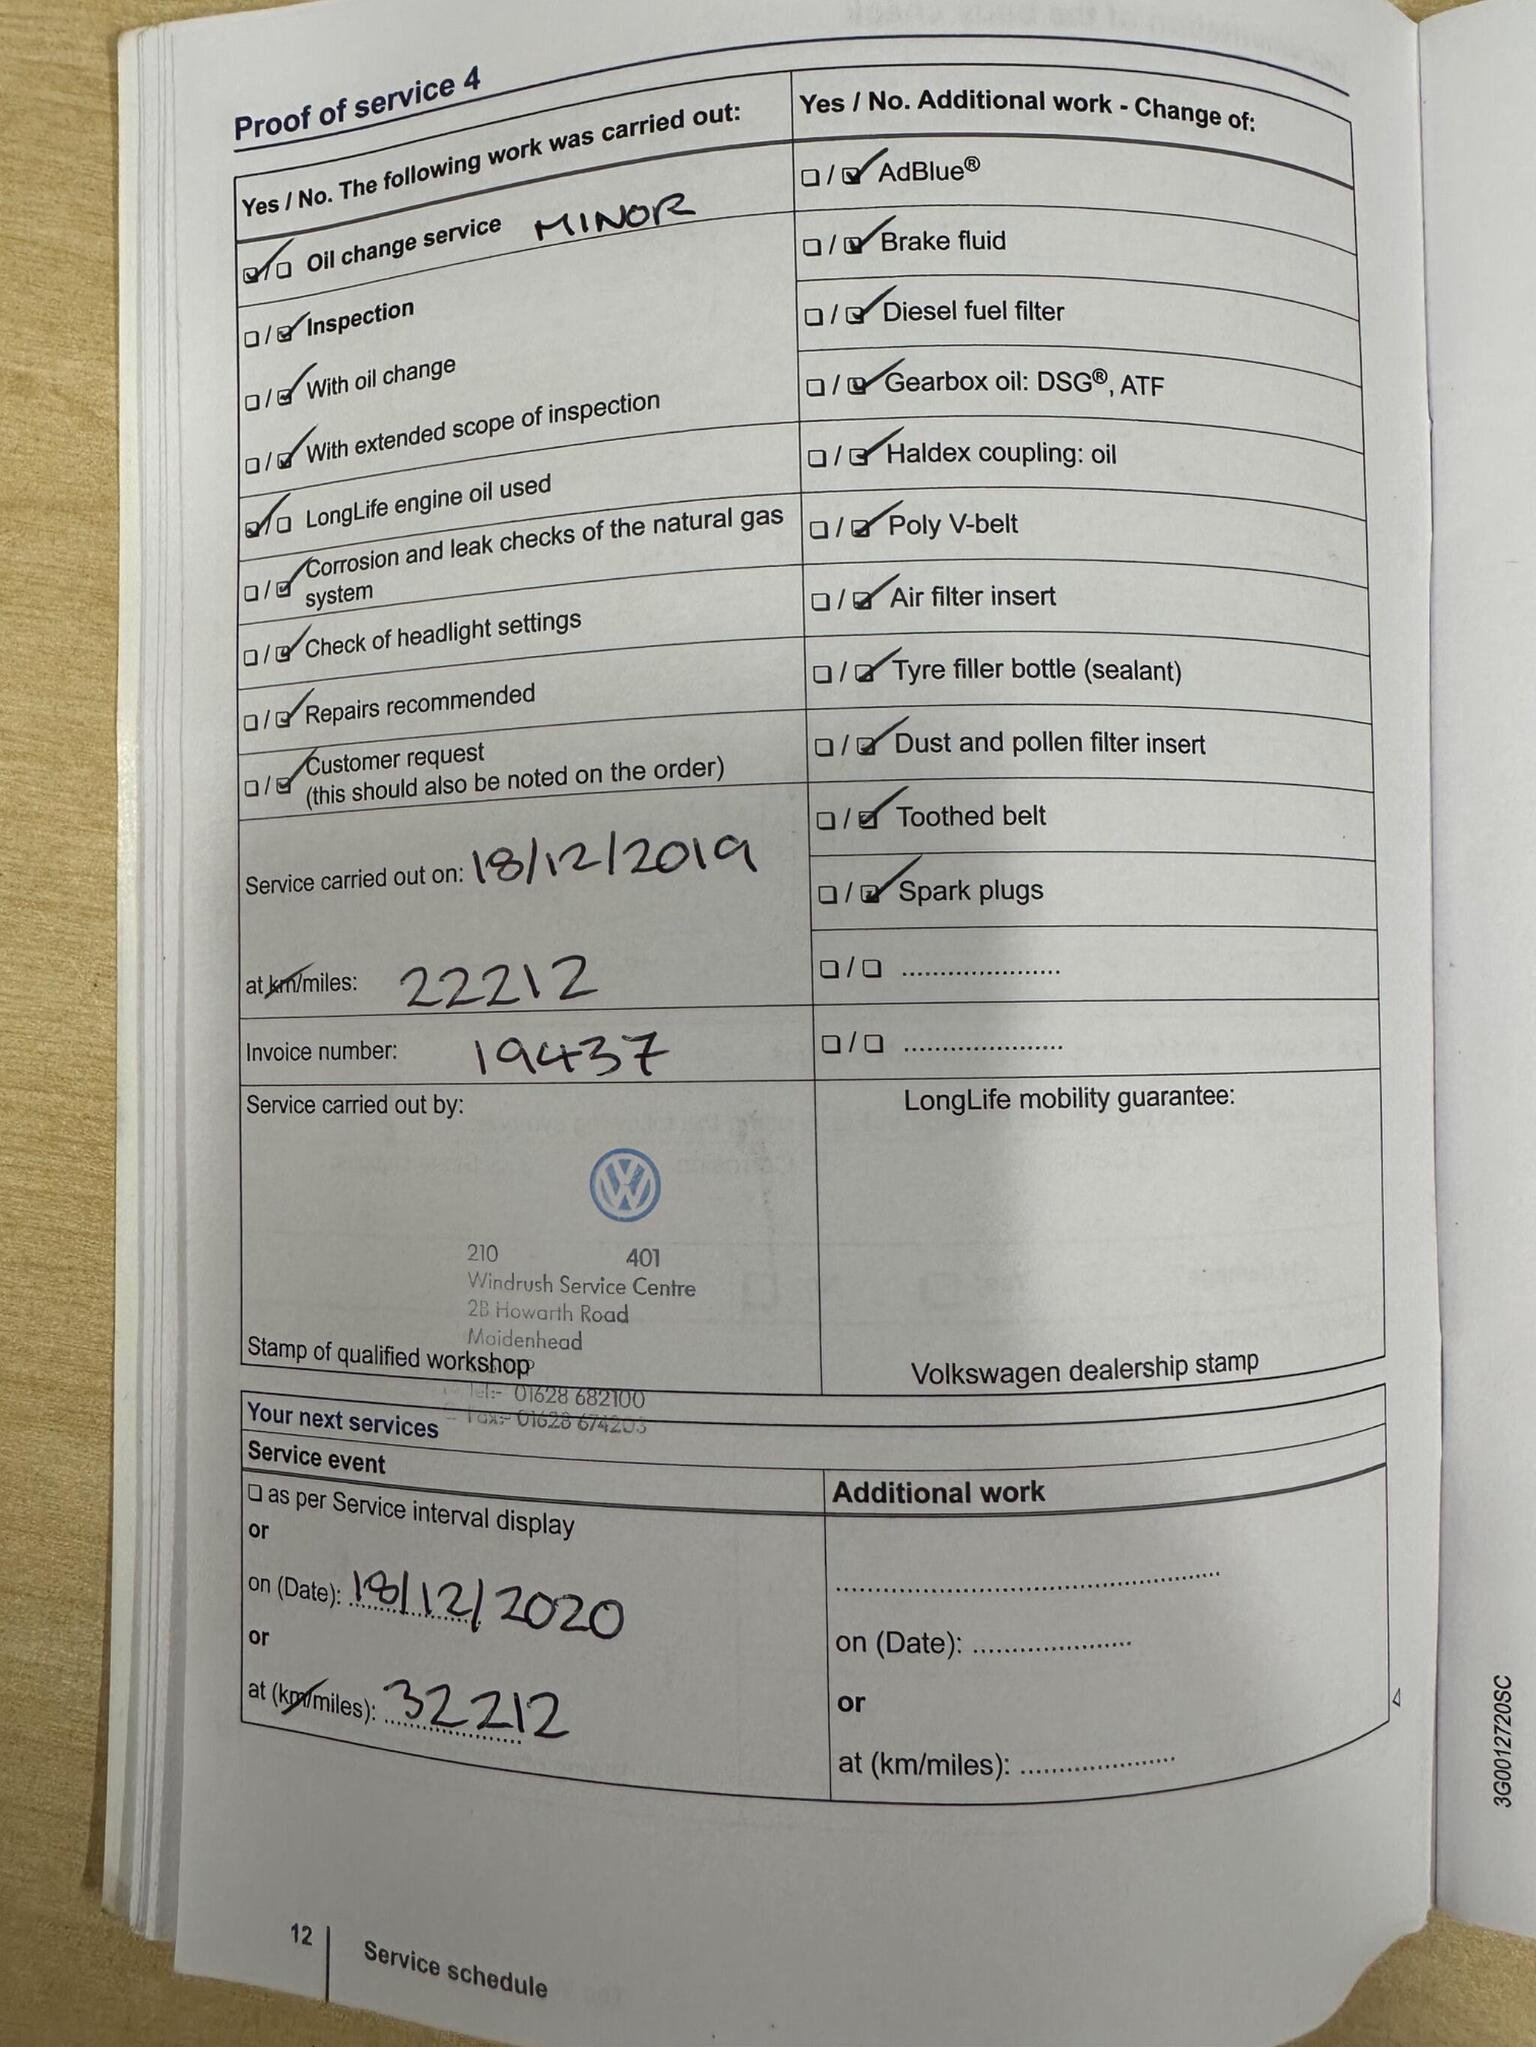 Proof of service 4
Yes / No. The following work was carried out:
☑ / ☐ Oil change service MINOR
☐ / ☑ Inspection
☐ / ☑ With oil change
☐ / ☑ With extended scope of inspection
☑ / ☐ LongLife engine oil used
☐ / ☑ Corrosion and leak checks of the natural gas
system
☐ / ☑ Check of headlight settings
☐ / ☑ Repairs recommended
☐ / ☑ Customer request
(this should also be noted on the order)
Service carried out on: 18/12/2019
at km/miles: 22212
Invoice number: 19437
Service carried out by:
210 401
Windrush Service Centre
2B Howarth Road
Maidenhead
Stamp of qualified workshop
Tel:- 01628 682100
Fax:- 01628 674203
Yes / No. Additional work - Change of:
☐ / ☑ AdBlue®
☐ / ☑ Brake fluid
☐ / ☑ Diesel fuel filter
☐ / ☑ Gearbox oil: DSG®, ATF
☐ / ☑ Haldex coupling: oil
☐ / ☑ Poly V-belt
☐ / ☑ Air filter insert
☐ / ☑ Tyre filler bottle (sealant)
☐ / ☑ Dust and pollen filter insert
☐ / ☑ Toothed belt
☐ / ☑ Spark plugs
☐ / ☐ ......................
☐ / ☐ ......................
LongLife mobility guarantee:
Volkswagen dealership stamp
Your next services
Service event
☐ as per Service interval display
or
on (Date): 18/12/2020
or
at (km/miles): 32212
Additional work
......................................................
on (Date): ......................
or
at (km/miles): ......................
12
Service schedule
3G0012720SC